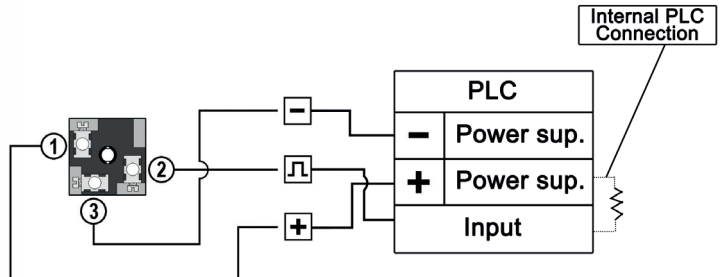 Internal PLC
Connection
PLC
− Power sup.
+ Power sup.
Input
−
+
1
2
3